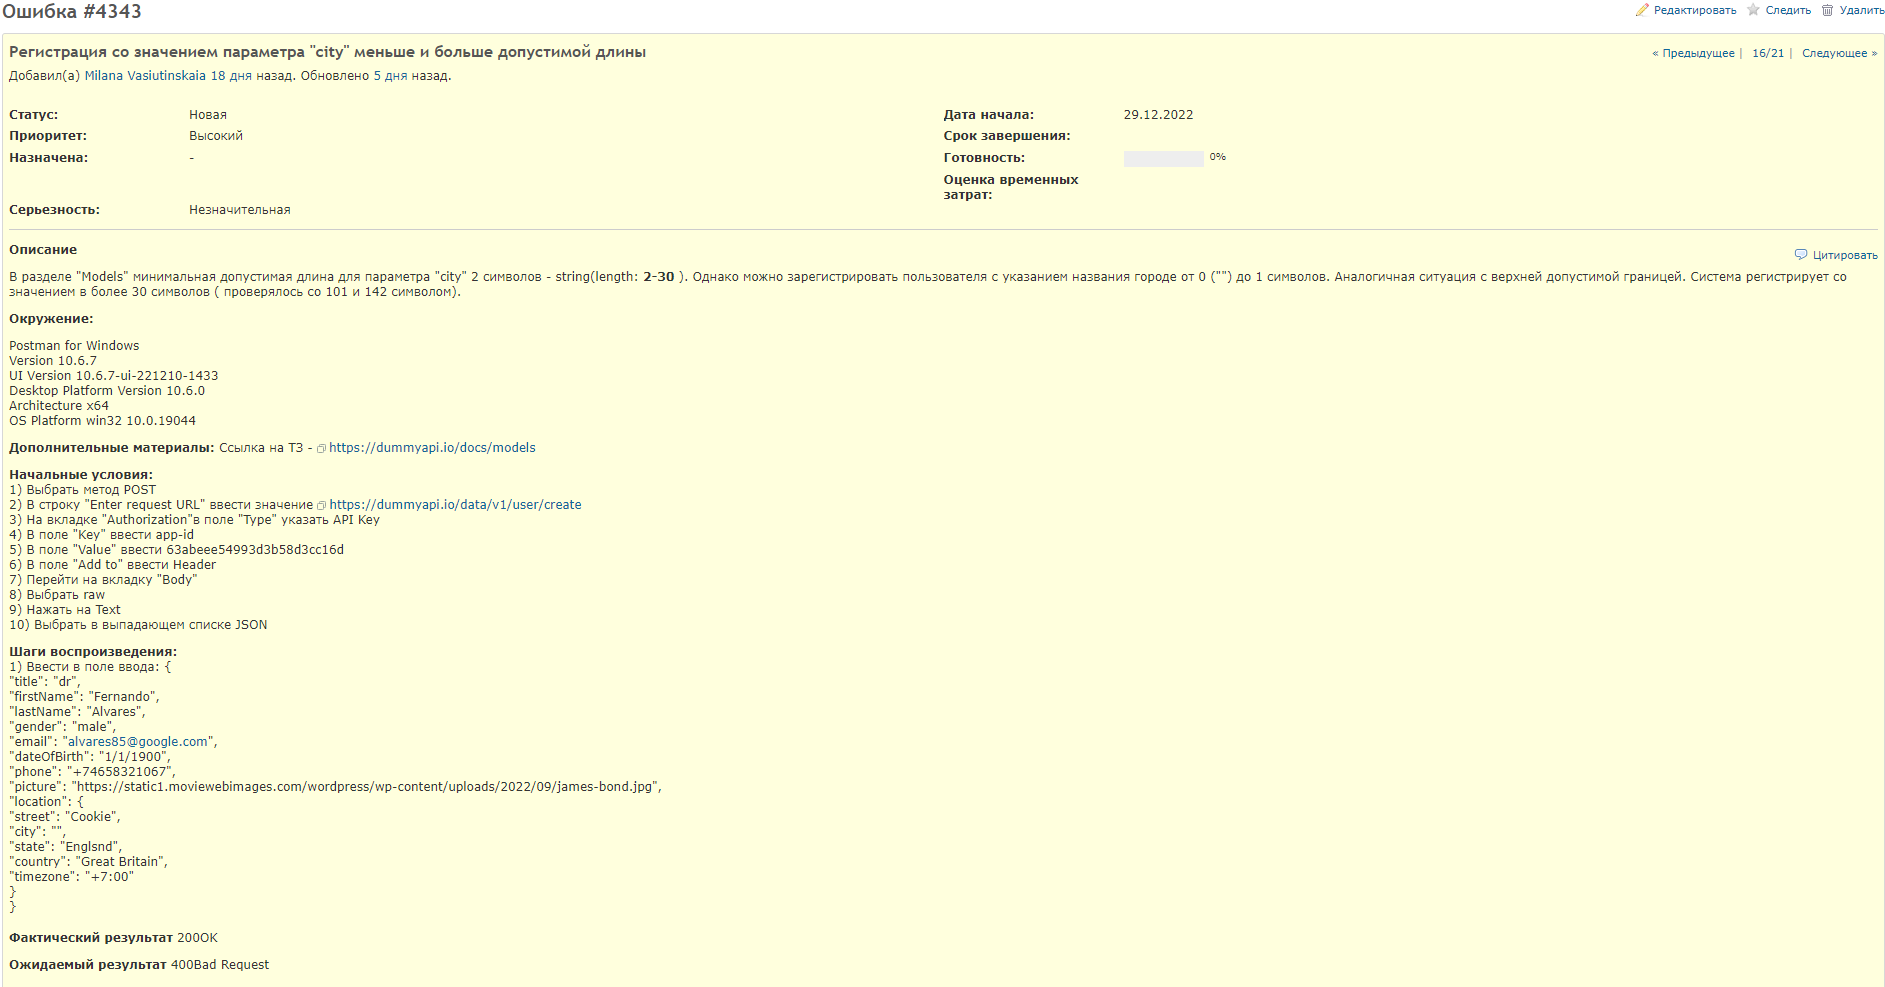 Ошибка #4343
Редактировать Следить Удалить
Регистрация со значением параметра "city" меньше и больше допустимой длины
« Предыдущее | 16/21 | Следующее »
Добавил(а) Milana Vasiutinskaia 18 дня назад. Обновлено 5 дня назад.
Статус: Новая Дата начала: 29.12.2022
Приоритет: Высокий Срок завершения:
Назначена: - Готовность: 0%
Оценка временных
затрат:
Серьезность: Незначительная
Описание
Цитировать
В разделе "Models" минимальная допустимая длина для параметра "city" 2 символов - string(length: 2-30 ). Однако можно зарегистрировать пользователя с указанием названия городе от 0 ("") до 1 символов. Аналогичная ситуация с верхней допустимой границей. Система регистрирует со
значением в более 30 символов ( проверялось со 101 и 142 символом).
Окружение:
Postman for Windows
Version 10.6.7
UI Version 10.6.7-ui-221210-1433
Desktop Platform Version 10.6.0
Architecture x64
OS Platform win32 10.0.19044
Дополнительные материалы: Ссылка на ТЗ - https://dummyapi.io/docs/models
Начальные условия:
1) Выбрать метод POST
2) В строку "Enter request URL" ввести значение https://dummyapi.io/data/v1/user/create
3) На вкладке "Authorization"в поле "Type" указать API Key
4) В поле "Key" ввести app-id
5) В поле "Value" ввести 63abeee54993d3b58d3cc16d
6) В поле "Add to" ввести Header
7) Перейти на вкладку "Body"
8) Выбрать raw
9) Нажать на Text
10) Выбрать в выпадающем списке JSON
Шаги воспроизведения:
1) Ввести в поле ввода: {
"title": "dr",
"firstName": "Fernando",
"lastName": "Alvares",
"gender": "male",
"email": "alvares85@google.com",
"dateOfBirth": "1/1/1900",
"phone": "+74658321067",
"picture": "https://static1.moviewebimages.com/wordpress/wp-content/uploads/2022/09/james-bond.jpg",
"location": {
"street": "Cookie",
"city": "",
"state": "Englsnd",
"country": "Great Britain",
"timezone": "+7:00"
}
}
Фактический результат 200OK
Ожидаемый результат 400Bad Request